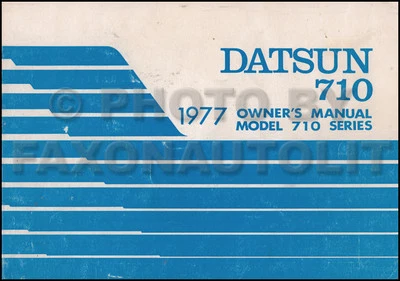 DATSUN
710
1977 OWNER'S MANUAL
MODEL 710 SERIES
© PHOTO BY
FAXONAUTOLIT